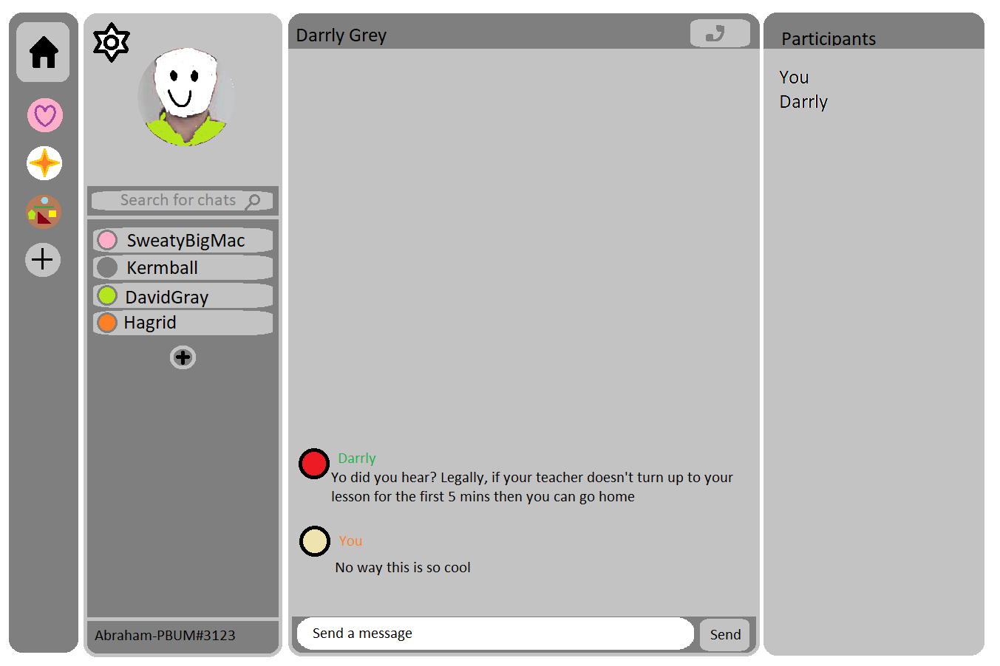 Darrly Grey
Participants
You
Darrly
Search for chats
SweatyBigMac
Kermball
DavidGray
Hagrid
Darrly
Yo did you hear? Legally, if your teacher doesn't turn up to your
lesson for the first 5 mins then you can go home
You
No way this is so cool
Abraham-PBUM#3123
Send a message
Send